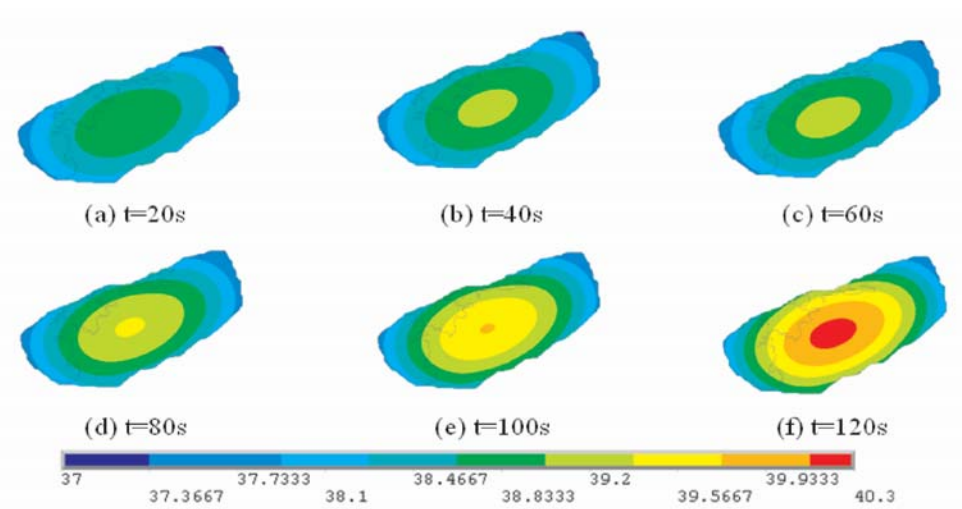 (a) t=20s
(b) t=40s
(c) t=60s
(d) t=80s
(e) t=100s
(f) t=120s
37 37.7333 38.4667 39.2 39.9333
37.3667 38.1 38.8333 39.5667 40.3